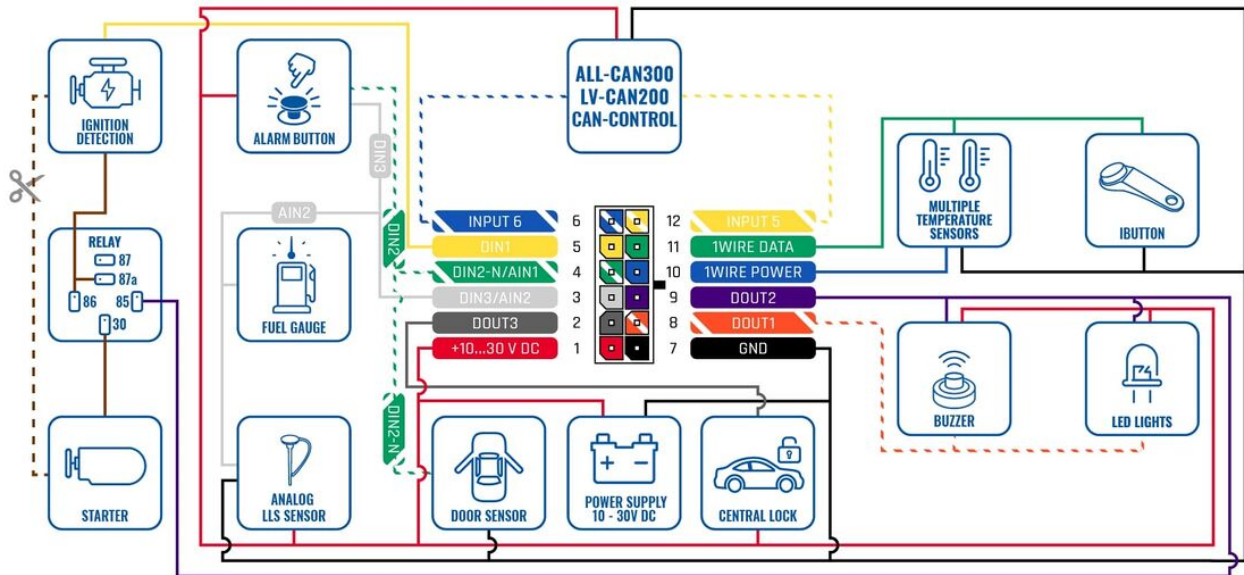 IGNITION
DETECTION
ALARM BUTTON
ALL-CAN300
LV-CAN200
CAN-CONTROL
DIN3
AIN2
DIN2
RELAY
87
87a
86
85
30
FUEL GAUGE
INPUT 6
6
12
INPUT 5
DIN1
5
11
1WIRE DATA
DIN2-N/AIN1
4
10
1WIRE POWER
DIN3/AIN2
3
9
DOUT2
DOUT3
2
8
DOUT1
+10...30 V DC
1
7
GND
MULTIPLE
TEMPERATURE
SENSORS
IBUTTON
BUZZER
LED LIGHTS
DIN2-N
STARTER
ANALOG
LLS SENSOR
DOOR SENSOR
POWER SUPPLY
10 - 30V DC
CENTRAL LOCK